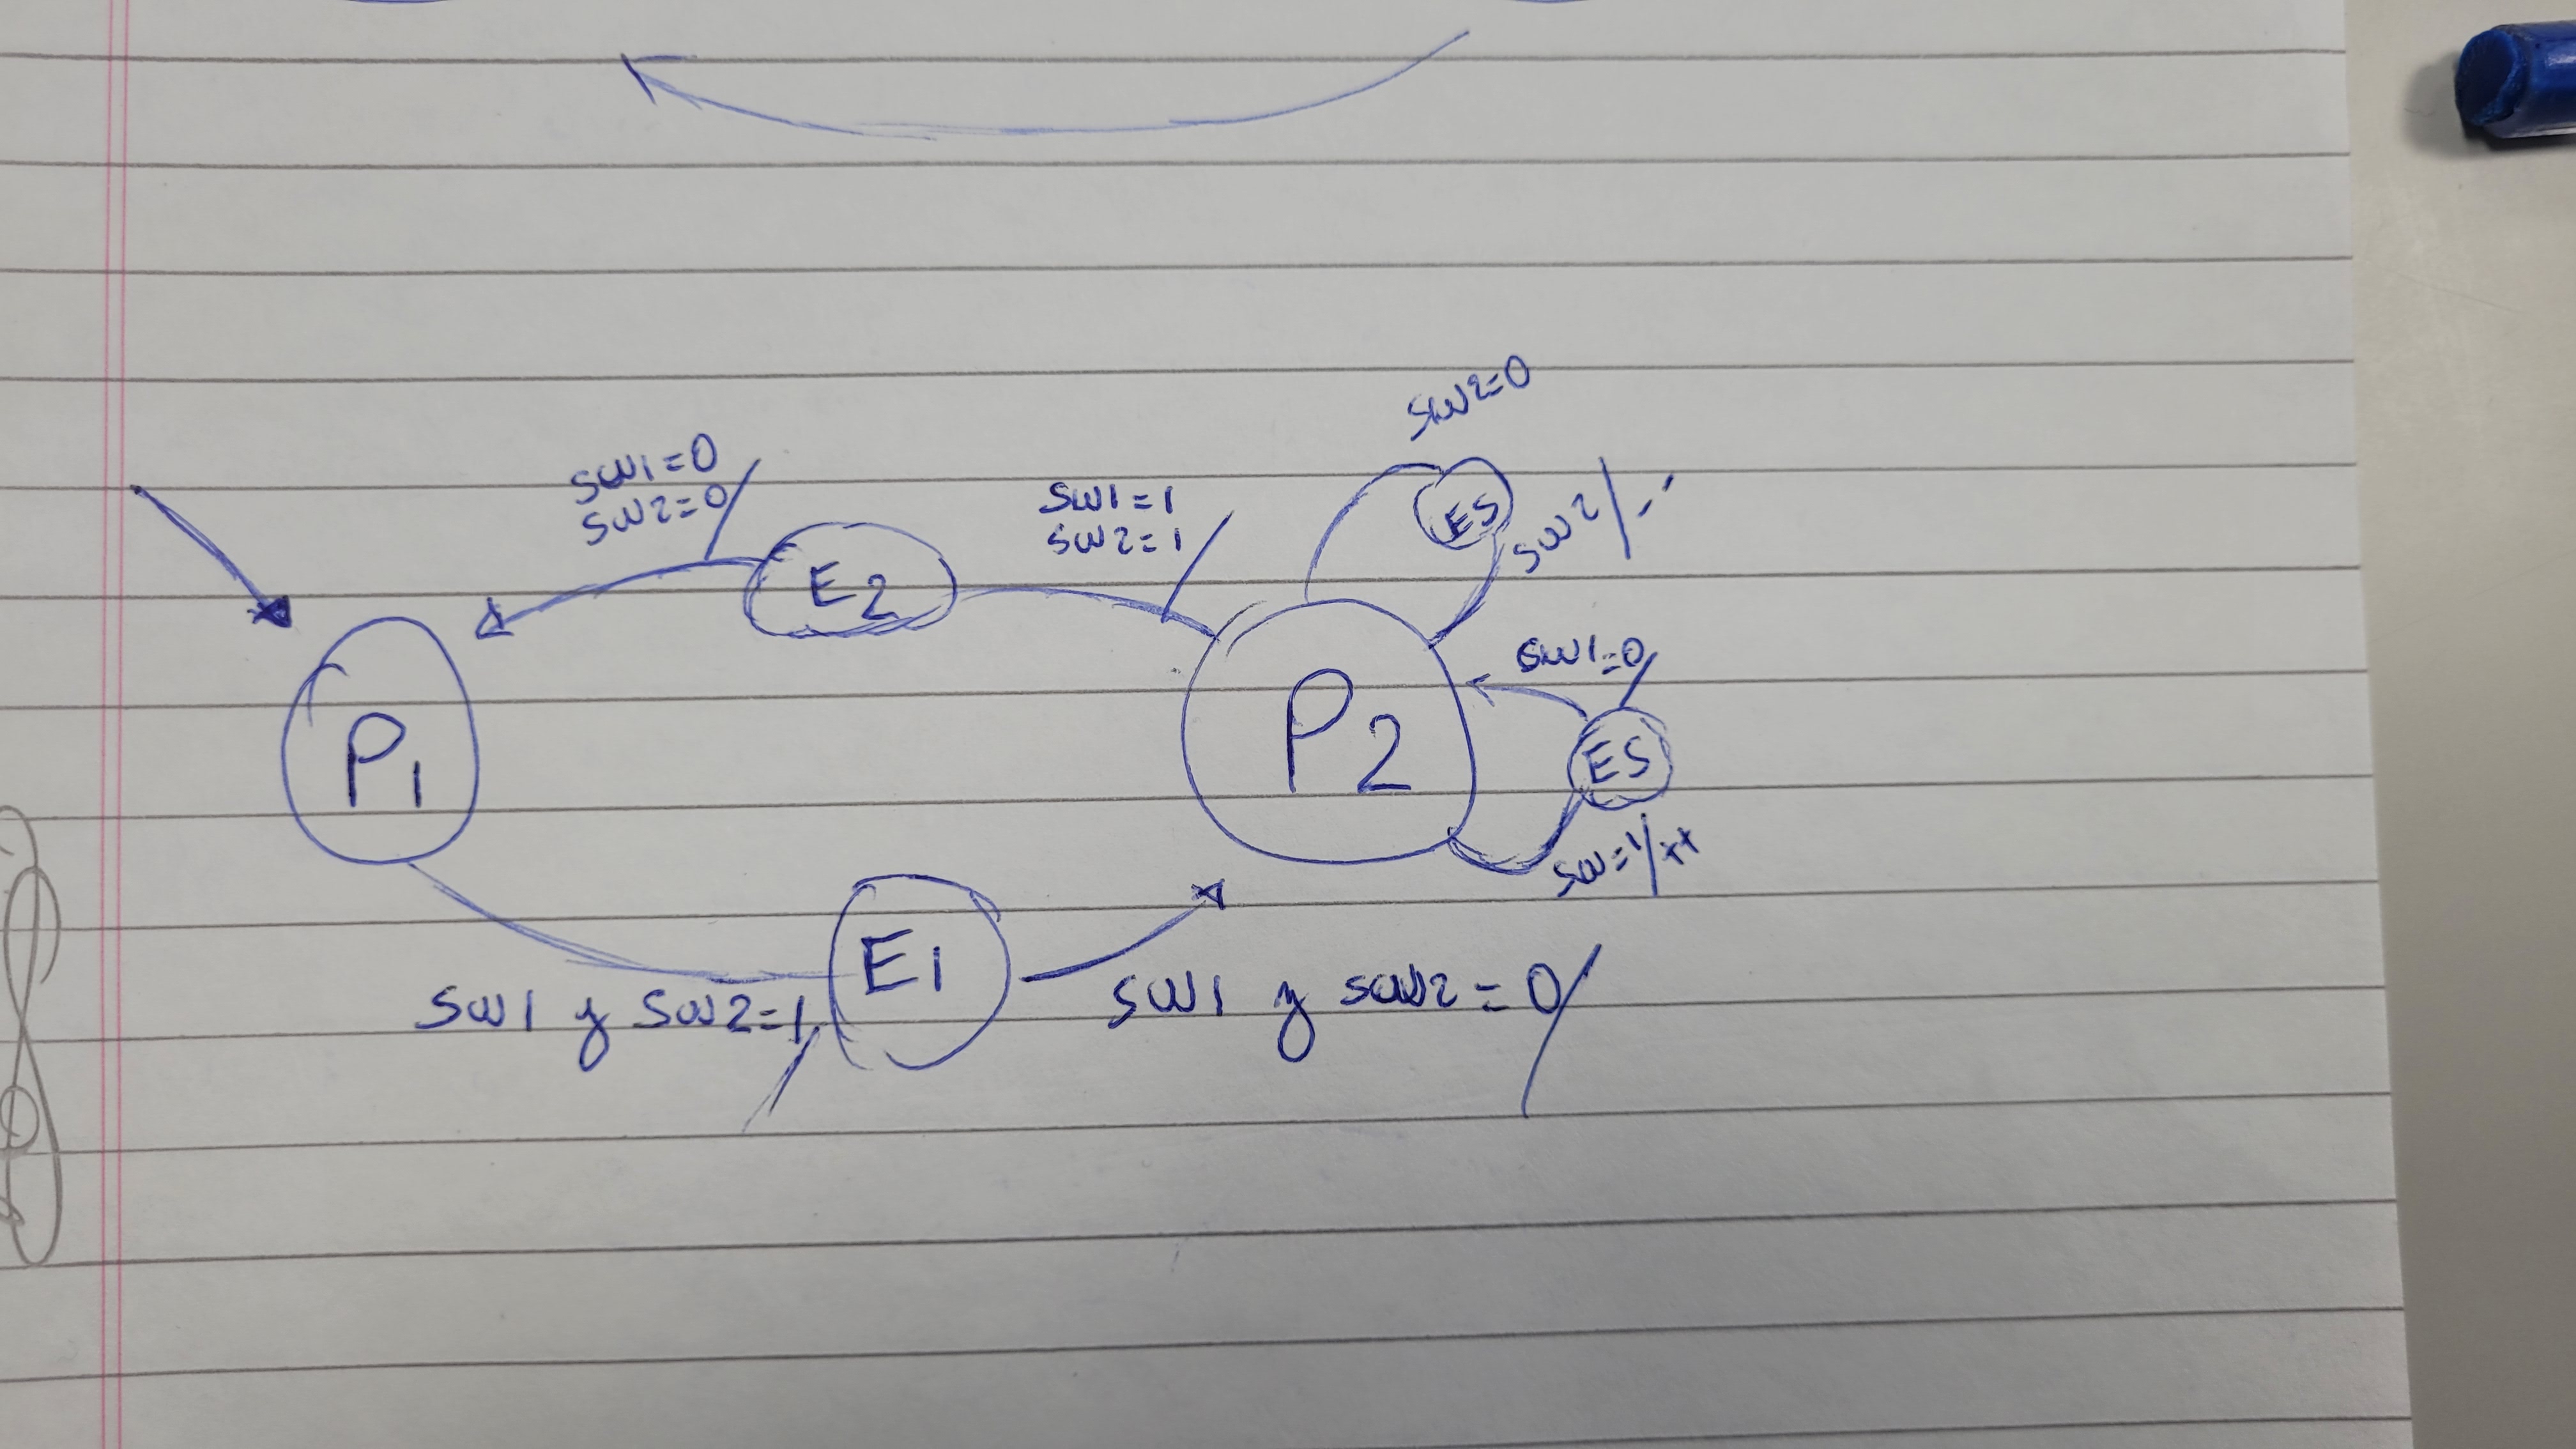 sw1=0
sw2=0/
sw1=1
sw2=1/
sw2=0
E2
ES
sw2/--
P1
P2
sw1=0/
ES
E1
sw=1/++
sw1 y sw2=1/
sw1 y sw2=0/